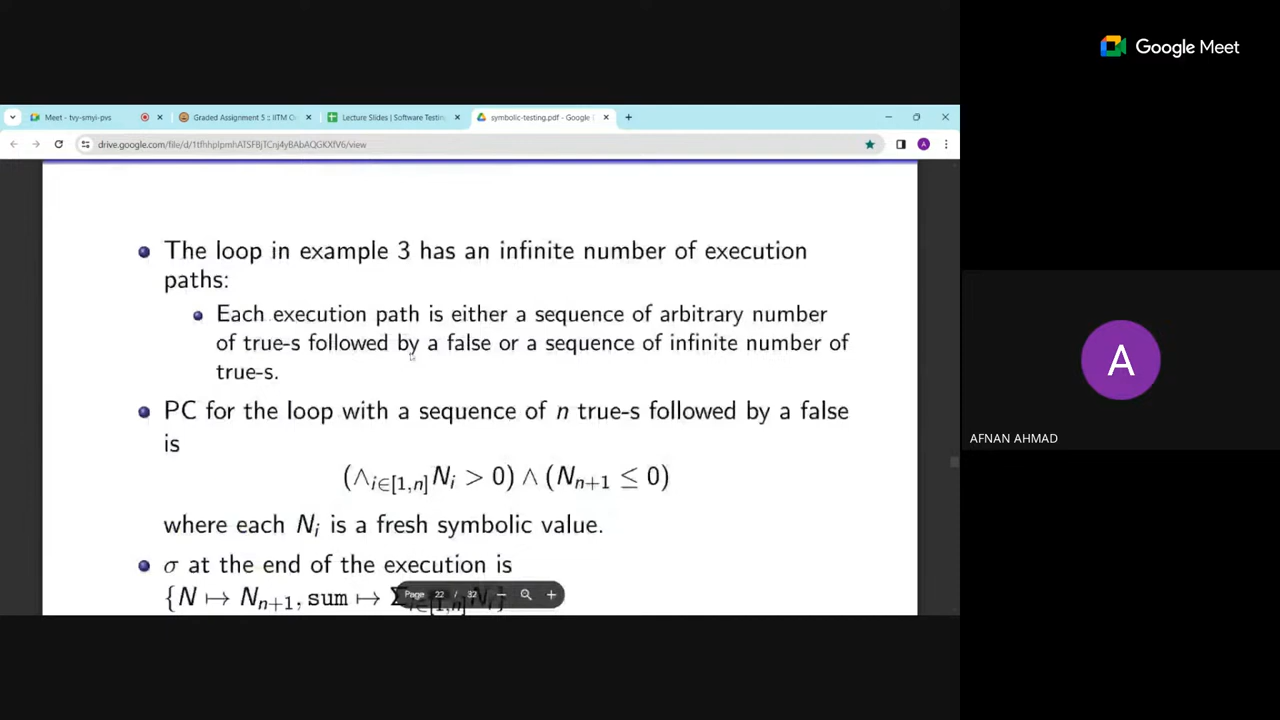 Google Meet
Meet - tvy-smyi-pvs
Graded Assignment 5 :: IITM O
Lecture Slides | Software Testing
symbolic-testing.pdf - Google
drive.google.com/file/d/1tfhhpIpmhATSFBjTCnj4yBAbAQGKXfV6/view
A
The loop in example 3 has an infinite number of execution
paths:
Each execution path is either a sequence of arbitrary number
of true-s followed by a false or a sequence of infinite number of
true-s.
PC for the loop with a sequence of n true-s followed by a false
is
(∧i∈[1,n] Ni > 0) ∧ (Nn+1 ≤ 0)
where each Ni is a fresh symbolic value.
σ at the end of the execution is
{N ↦ Nn+1, sum ↦ Σi∈[1,n] Ni}
Page 22 / 32
A
AFNAN AHMAD